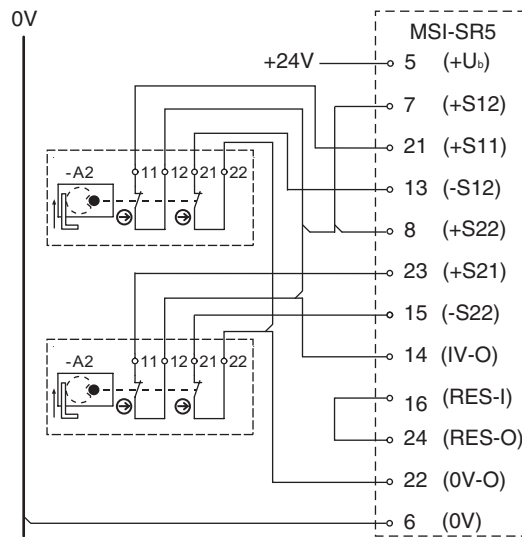 0V
MSI-SR5
+24V 5 (+Ub)
7 (+S12)
21 (+S11)
-A2 11 12 21 22
13 (-S12)
8 (+S22)
23 (+S21)
15 (-S22)
-A2 11 12 21 22
14 (IV-O)
16 (RES-I)
24 (RES-O)
22 (0V-O)
6 (0V)